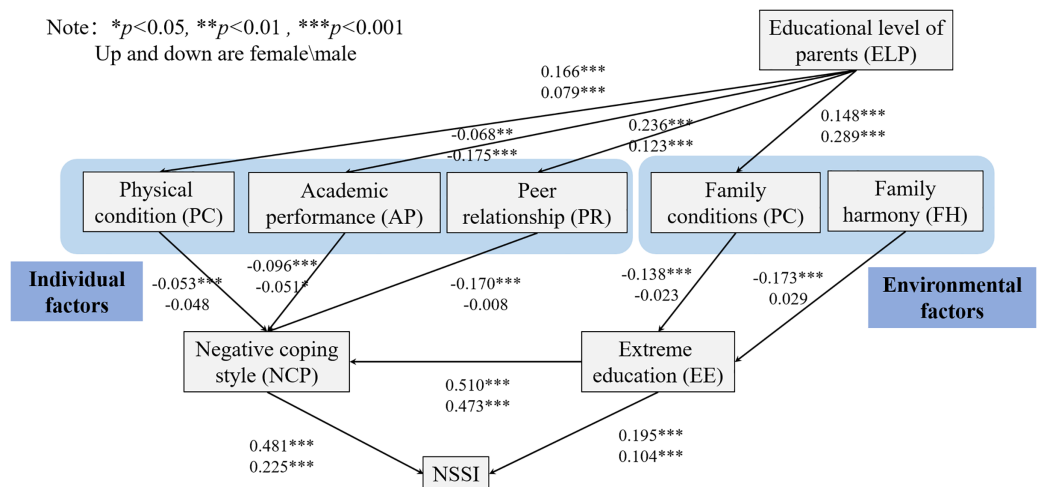 Note: *p<0.05, **p<0.01 , ***p<0.001
Up and down are female\male
Educational level of
parents (ELP)
0.166***
0.079***
-0.068**
-0.175***
0.236***
0.123***
0.148***
0.289***
Physical
condition (PC)
Academic
performance (AP)
Peer
relationship (PR)
Family
conditions (PC)
Family
harmony (FH)
Individual
factors
-0.053***
-0.048
-0.096***
-0.051*
-0.170***
-0.008
-0.138***
-0.023
-0.173***
0.029
Environmental
factors
Negative coping
style (NCP)
Extreme
education (EE)
0.510***
0.473***
0.481***
0.225***
0.195***
0.104***
NSSI